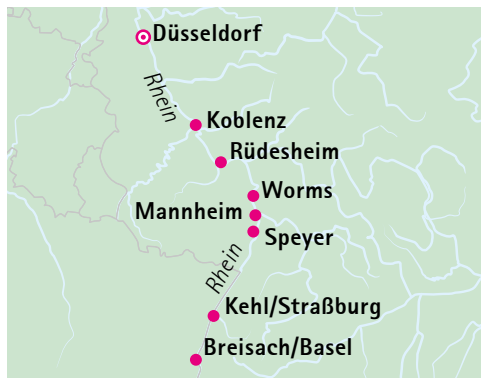 Düsseldorf
Rhein
Koblenz
Rüdesheim
Worms
Mannheim
Speyer
Rhein
Kehl/Straßburg
Breisach/Basel